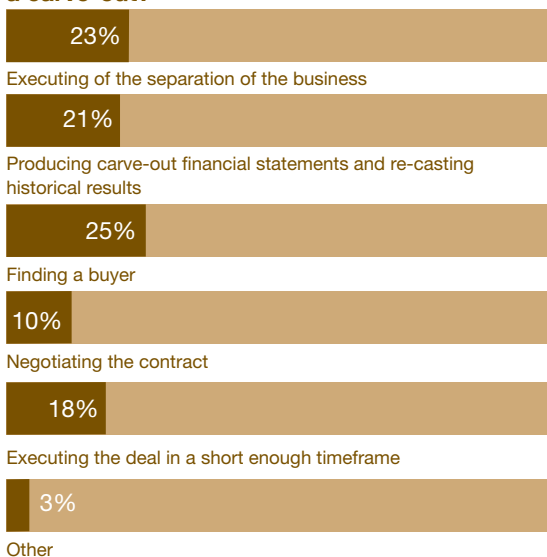 23%
Executing of the separation of the business
21%
Producing carve-out financial statements and re-casting
historical results
25%
Finding a buyer
10%
Negotiating the contract
18%
Executing the deal in a short enough timeframe
3%
Other